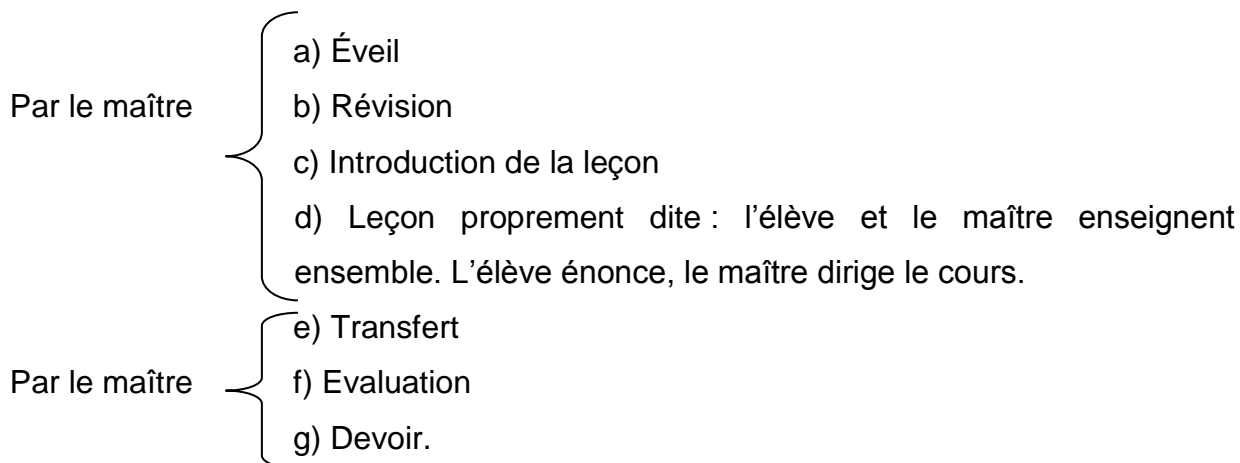 a) Éveil
Par le maître b) Révision
c) Introduction de la leçon
d) Leçon proprement dite : l’élève et le maître enseignent
ensemble. L’élève énonce, le maître dirige le cours.
e) Transfert
Par le maître f) Evaluation
g) Devoir.